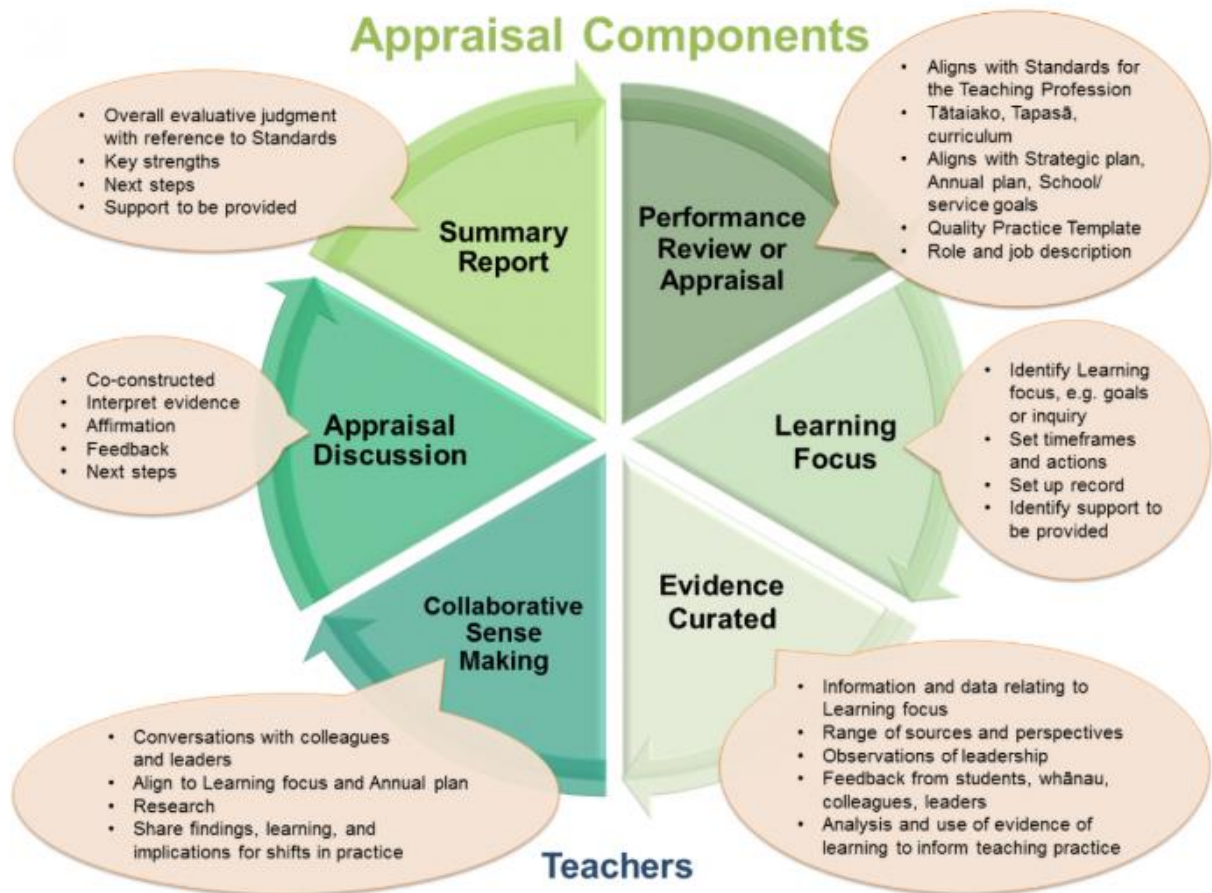 Appraisal Components
• Overall evaluative judgment
with reference to Standards
• Key strengths
• Next steps
• Support to be provided
Summary
Report
Performance
Review or
Appraisal
• Aligns with Standards for
the Teaching Profession
• Tātaiako, Tapasā,
curriculum
• Aligns with Strategic plan,
Annual plan, School/
service goals
• Quality Practice Template
• Role and job description
• Co-constructed
• Interpret evidence
• Affirmation
• Feedback
• Next steps
Appraisal
Discussion
Learning
Focus
• Identify Learning
focus, e.g. goals
or inquiry
• Set timeframes
and actions
• Set up record
• Identify support to
be provided
Collaborative
Sense
Making
Evidence
Curated
• Conversations with colleagues
and leaders
• Align to Learning focus and Annual plan
• Research
• Share findings, learning, and
implications for shifts in practice
• Information and data relating to
Learning focus
• Range of sources and perspectives
• Observations of leadership
• Feedback from students, whānau,
colleagues, leaders
• Analysis and use of evidence of
learning to inform teaching practice
Teachers